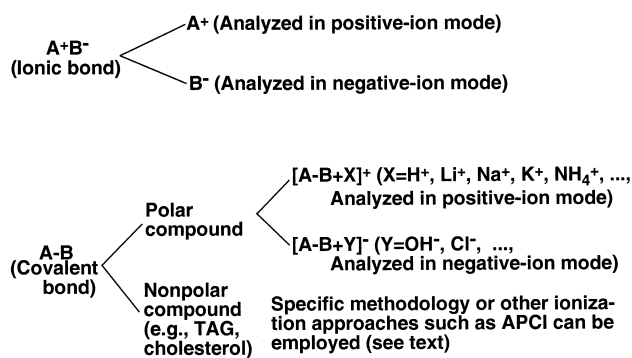 A⁺ (Analyzed in positive-ion mode)
A⁺B⁻
(Ionic bond)
B⁻ (Analyzed in negative-ion mode)
[A-B+X]⁺ (X=H⁺, Li⁺, Na⁺, K⁺, NH₄⁺, ...,
Analyzed in positive-ion mode)
Polar
compound
[A-B+Y]⁻ (Y=OH⁻, Cl⁻, ...,
Analyzed in negative-ion mode)
A-B
(Covalent
bond)
Nonpolar
compound
(e.g., TAG,
cholesterol)
Specific methodology or other ioniza-
tion approaches such as APCI can be
employed (see text)